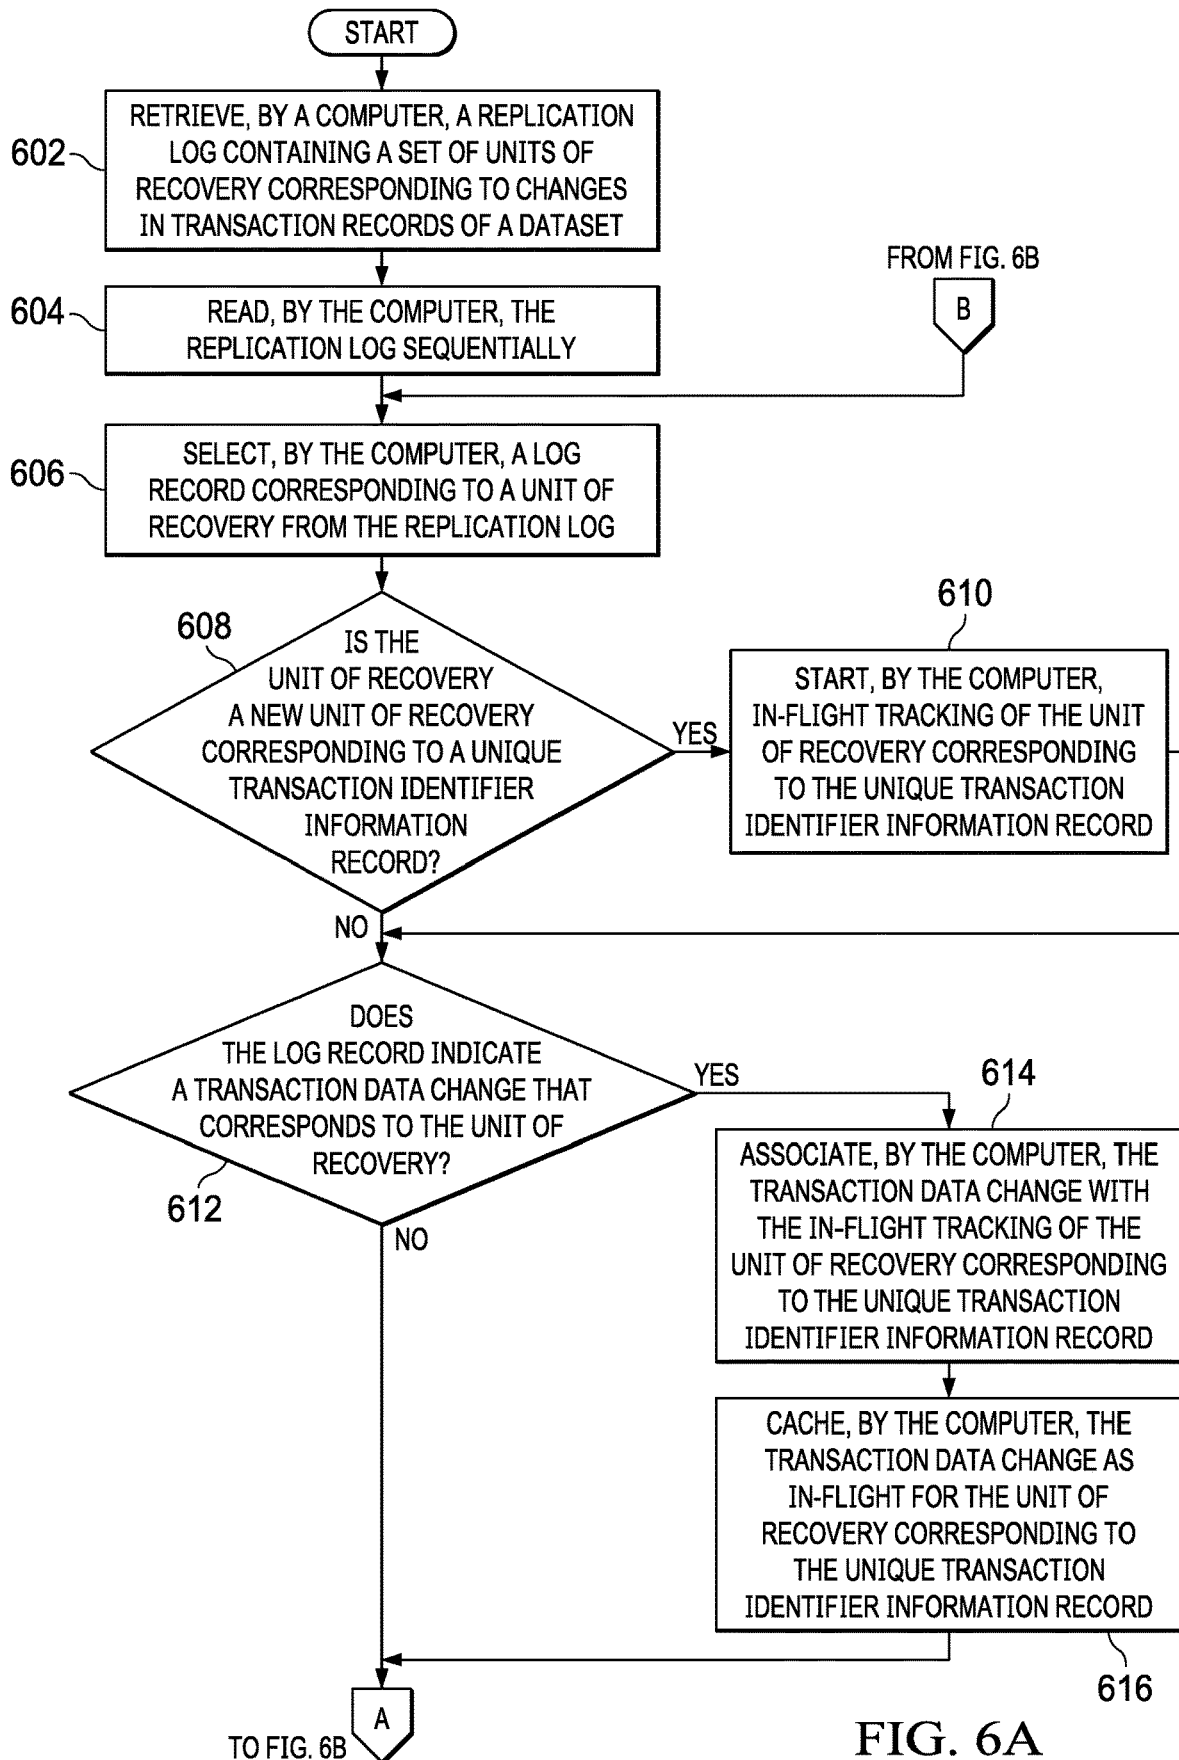 START
RETRIEVE, BY A COMPUTER, A REPLICATION
LOG CONTAINING A SET OF UNITS OF
RECOVERY CORRESPONDING TO CHANGES
IN TRANSACTION RECORDS OF A DATASET
602
FROM FIG. 6B
B
604
READ, BY THE COMPUTER, THE
REPLICATION LOG SEQUENTIALLY
606
SELECT, BY THE COMPUTER, A LOG
RECORD CORRESPONDING TO A UNIT OF
RECOVERY FROM THE REPLICATION LOG
608
IS THE
UNIT OF RECOVERY
A NEW UNIT OF RECOVERY
CORRESPONDING TO A UNIQUE
TRANSACTION IDENTIFIER
INFORMATION
RECORD?
YES
610
START, BY THE COMPUTER,
IN-FLIGHT TRACKING OF THE UNIT
OF RECOVERY CORRESPONDING
TO THE UNIQUE TRANSACTION
IDENTIFIER INFORMATION RECORD
NO
DOES
THE LOG RECORD INDICATE
A TRANSACTION DATA CHANGE THAT
CORRESPONDS TO THE UNIT OF
RECOVERY?
612
YES
NO
614
ASSOCIATE, BY THE COMPUTER, THE
TRANSACTION DATA CHANGE WITH
THE IN-FLIGHT TRACKING OF THE
UNIT OF RECOVERY CORRESPONDING
TO THE UNIQUE TRANSACTION
IDENTIFIER INFORMATION RECORD
CACHE, BY THE COMPUTER, THE
TRANSACTION DATA CHANGE AS
IN-FLIGHT FOR THE UNIT OF
RECOVERY CORRESPONDING TO
THE UNIQUE TRANSACTION
IDENTIFIER INFORMATION RECORD
616
A
TO FIG. 6B
FIG. 6A